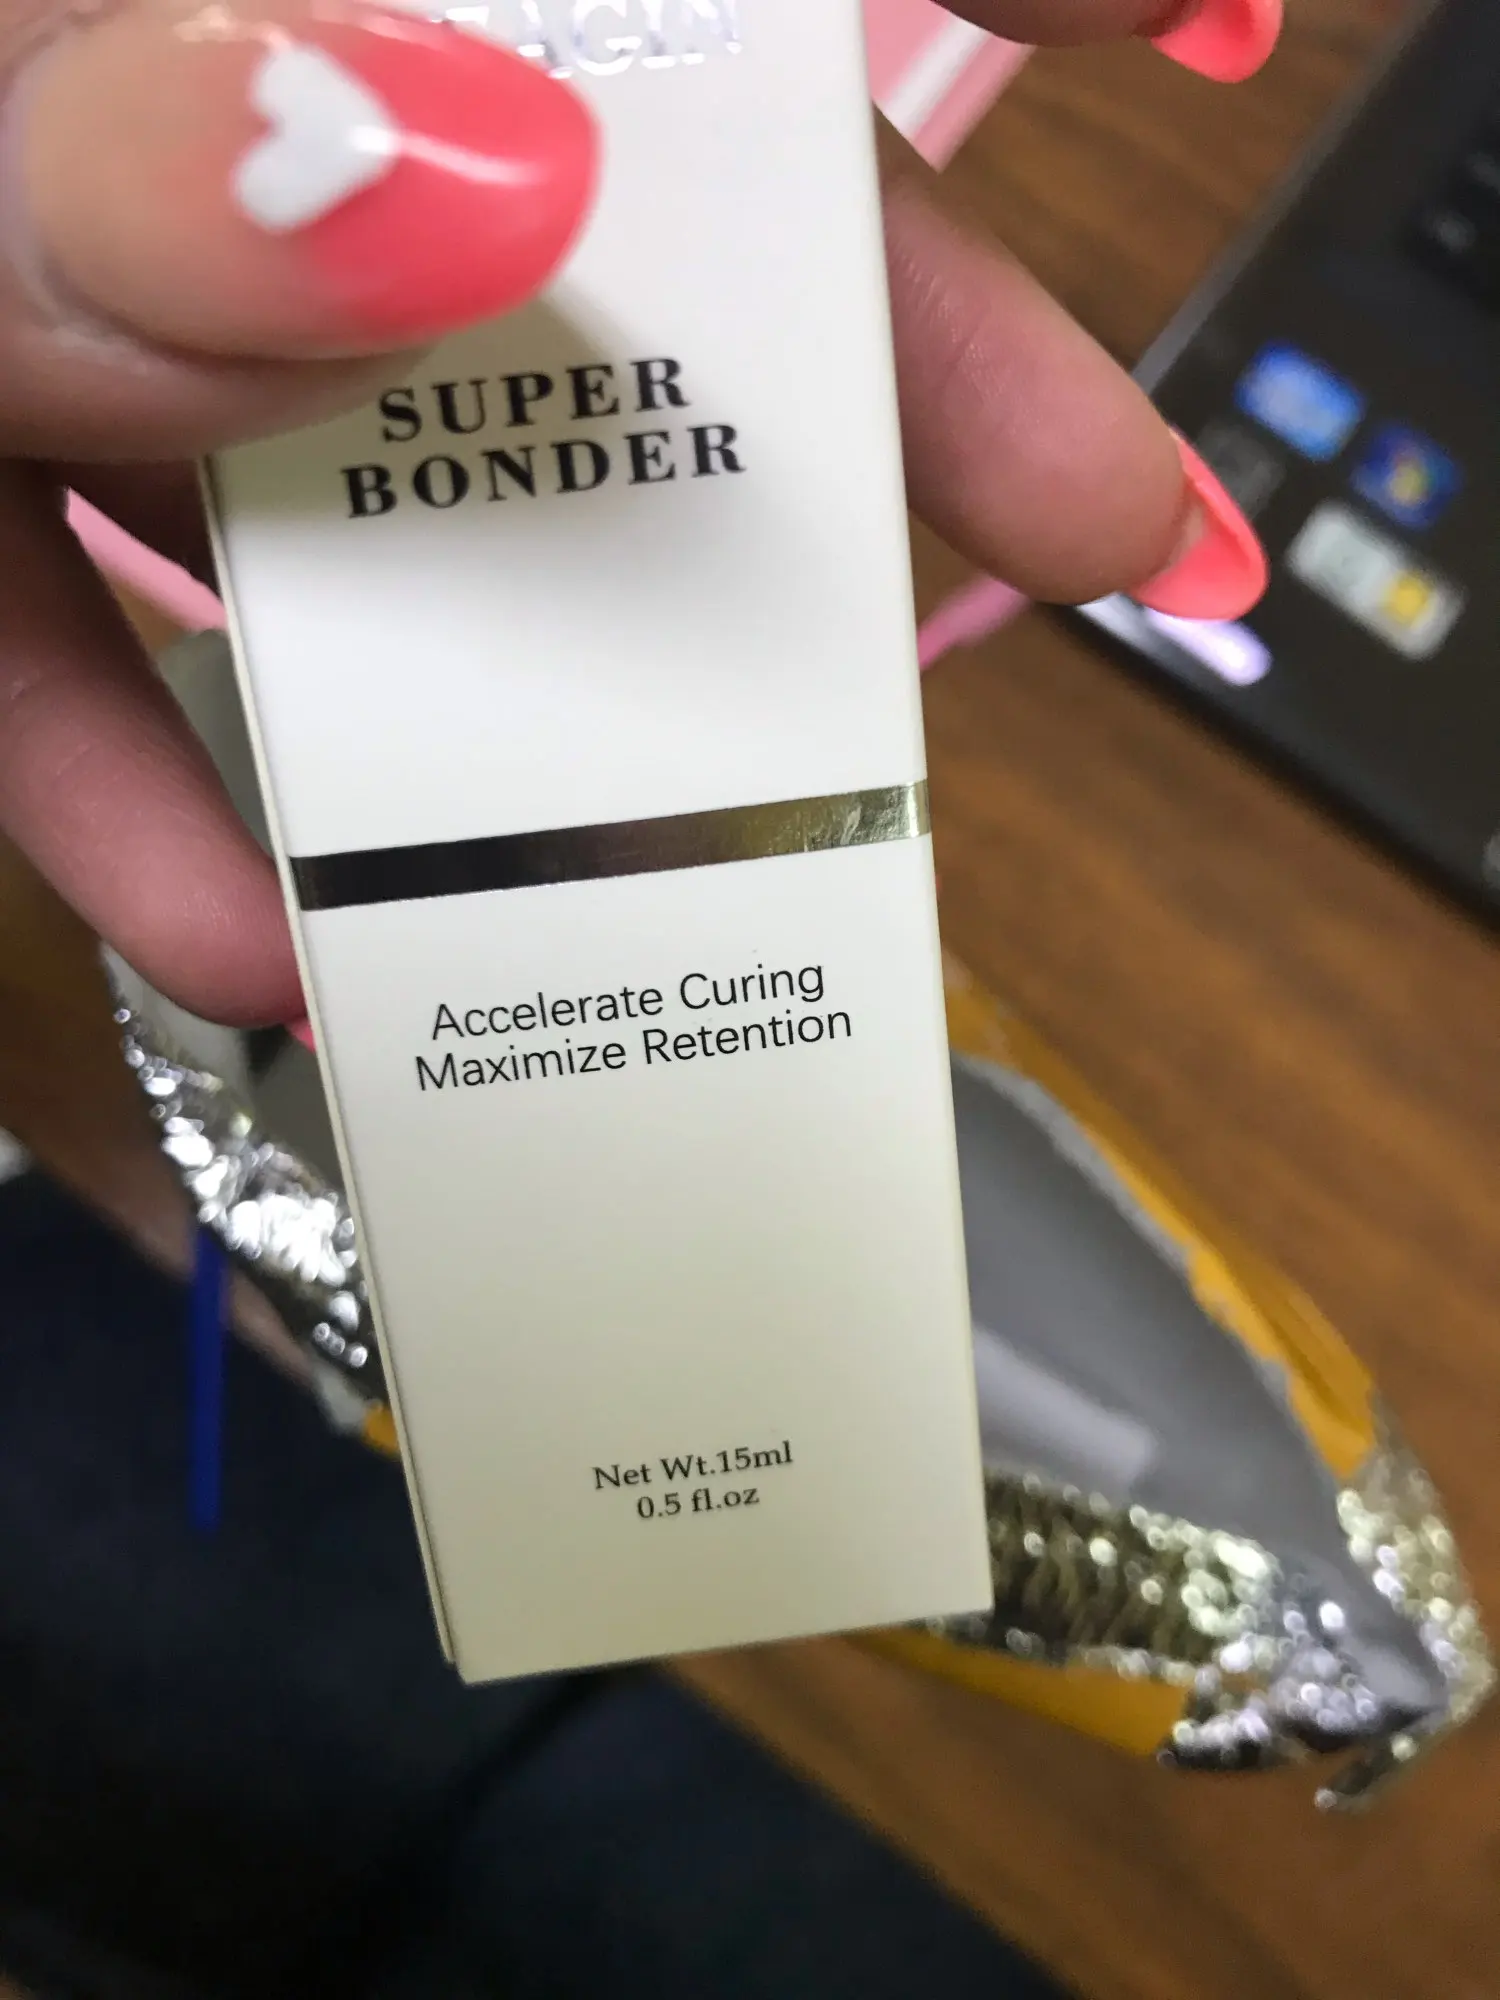 SUPER
BONDER
Accelerate Curing
Maximize Retention
Net Wt.15ml
0.5 fl.oz